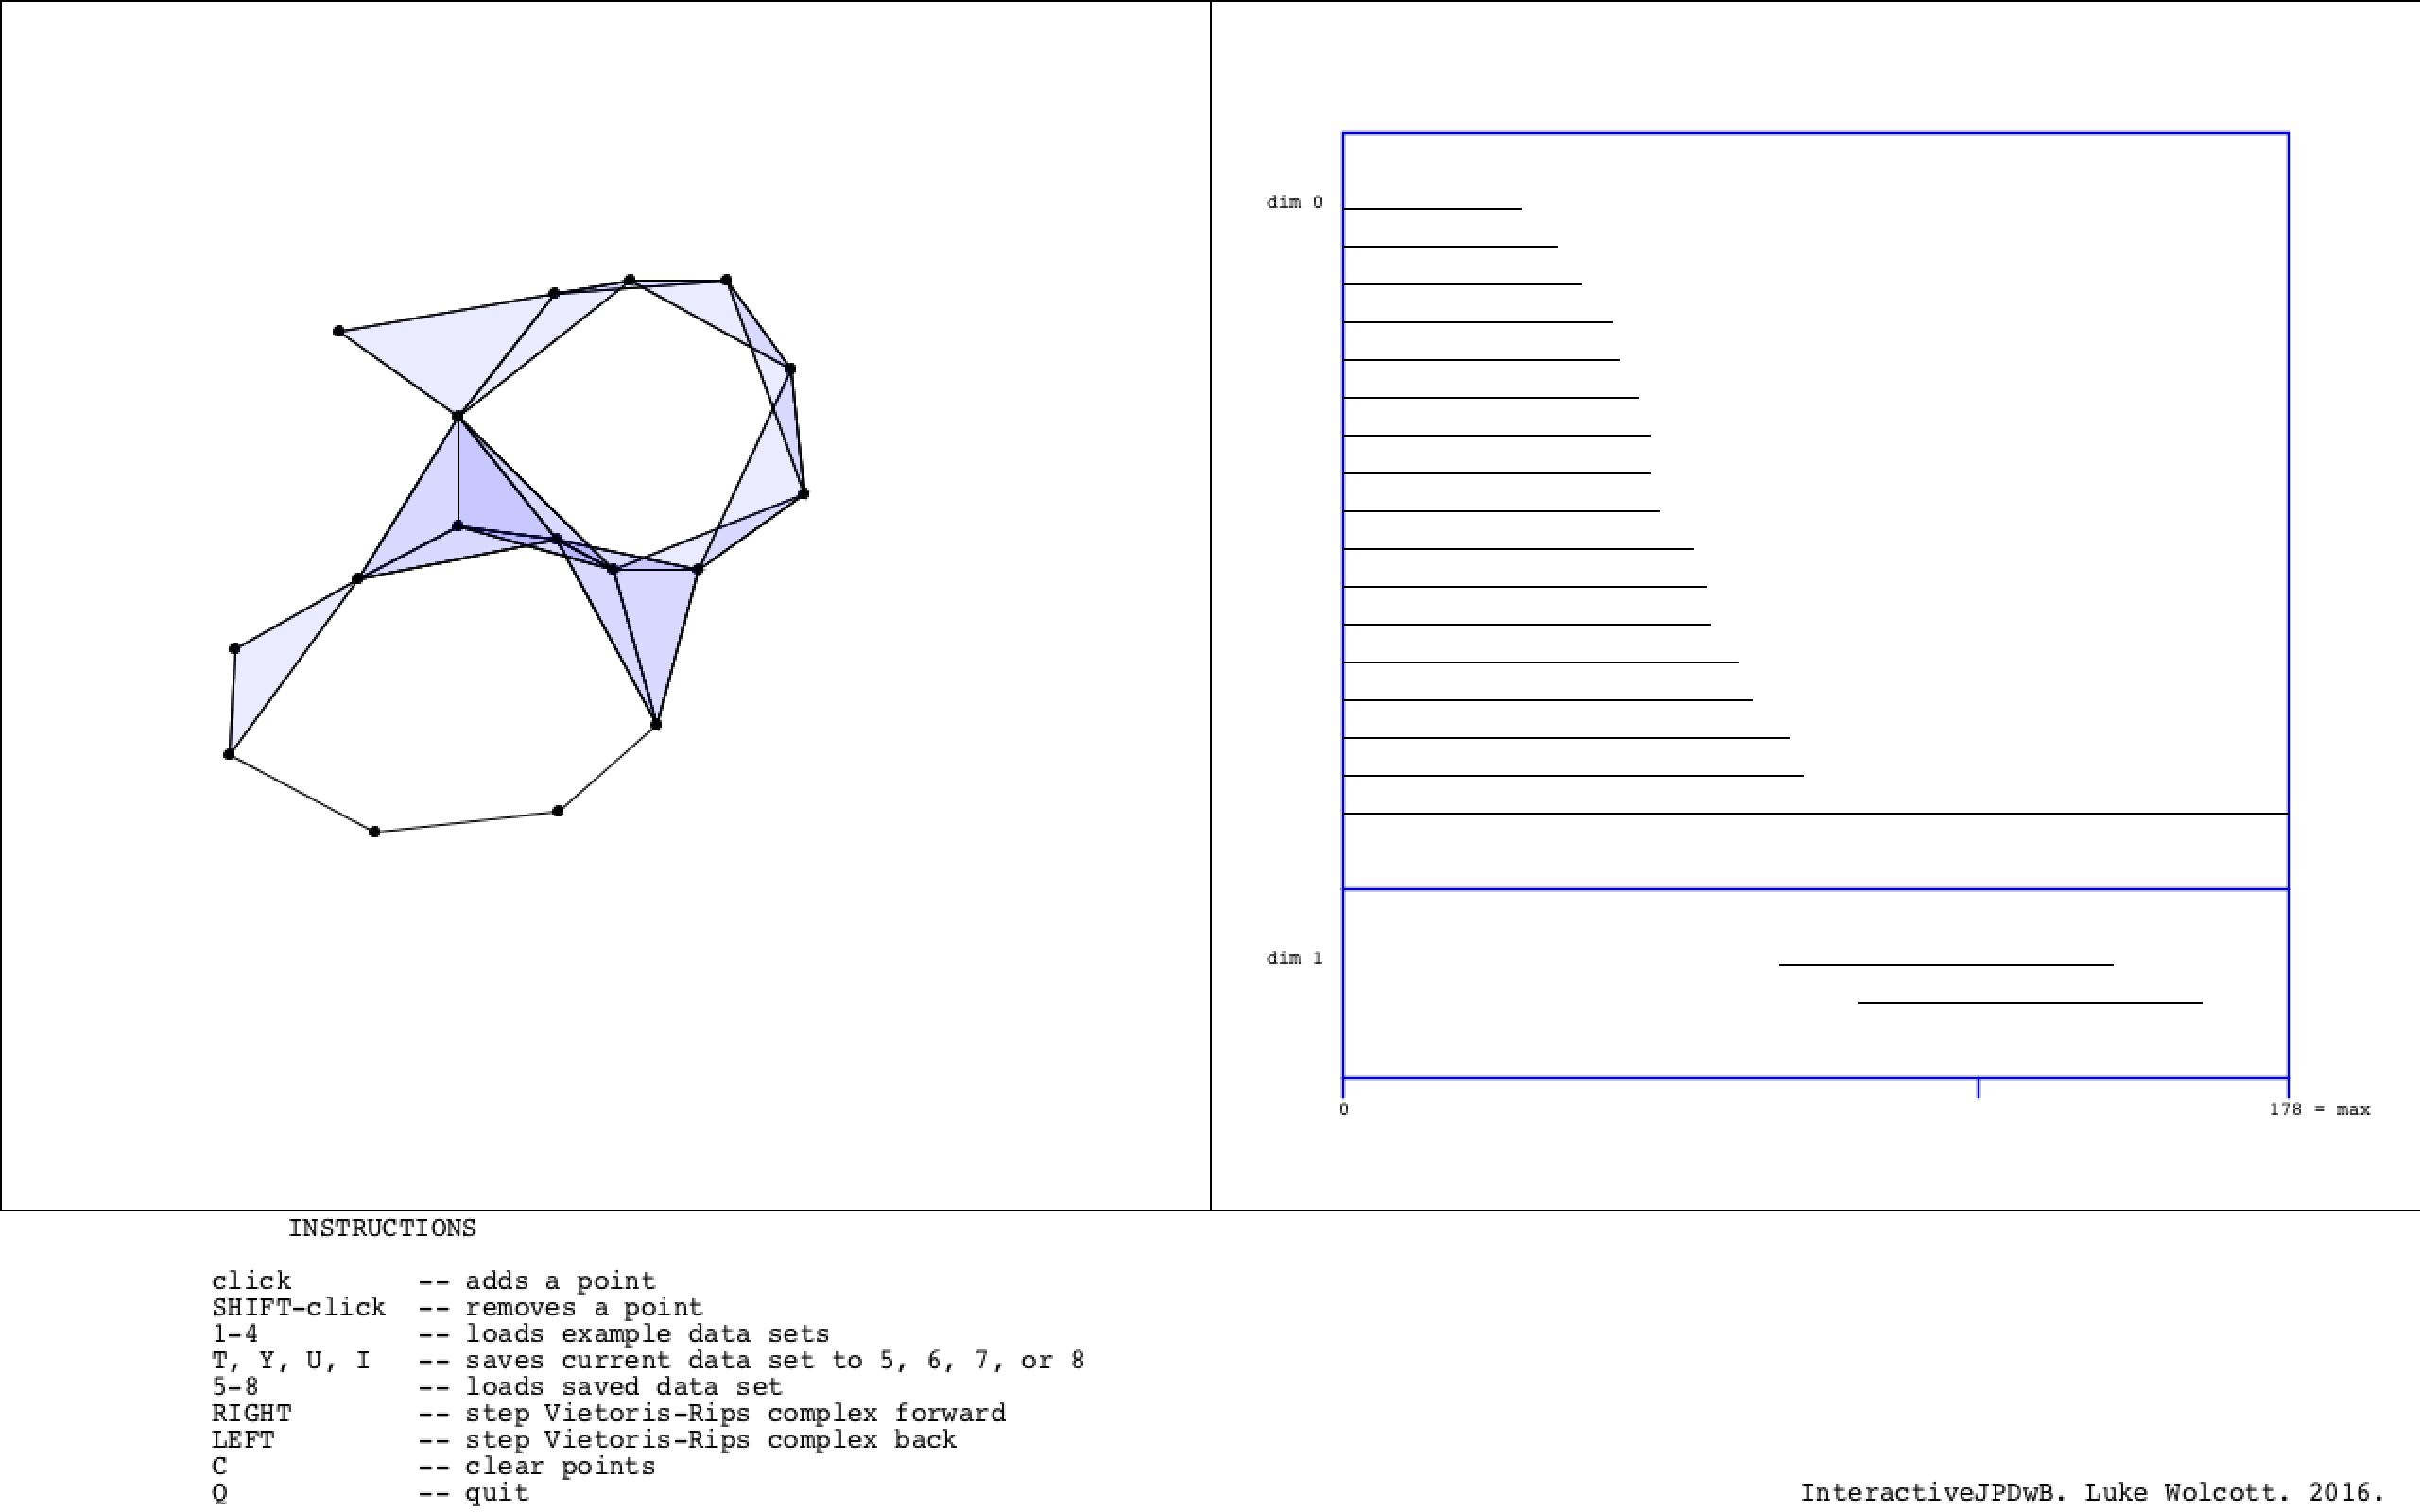 dim 0
dim 1
0
178 = max
INSTRUCTIONS
click -- adds a point
SHIFT-click -- removes a point
1-4 -- loads example data sets
T, Y, U, I -- saves current data set to 5, 6, 7, or 8
5-8 -- loads saved data set
RIGHT -- step Vietoris-Rips complex forward
LEFT -- step Vietoris-Rips complex back
C -- clear points
Q -- quit
InteractiveJPDwB. Luke Wolcott. 2016.